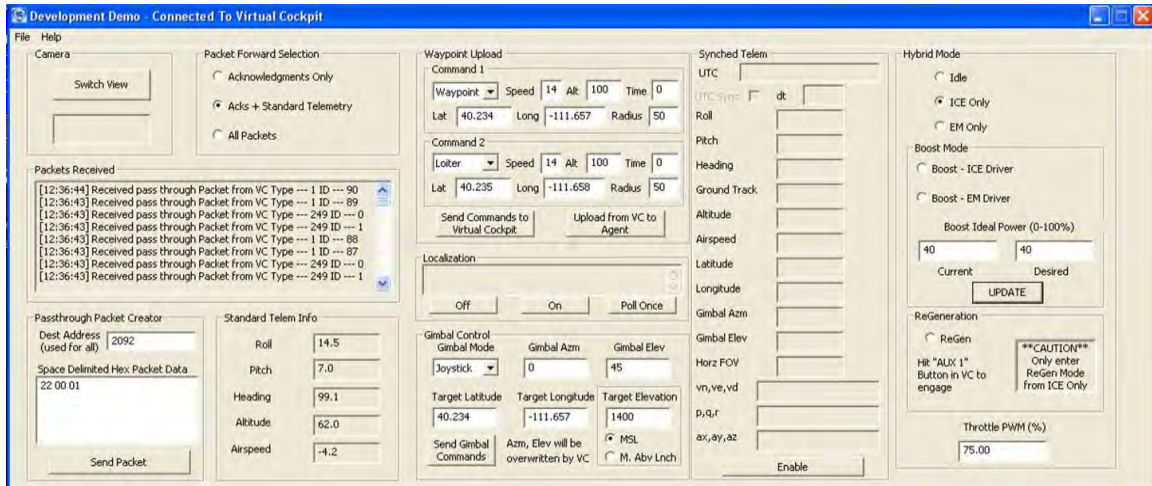 Development Demo - Connected To Virtual Cockpit
File Help
Camera
Switch View
Packet Forward Selection
Acknowledgments Only
Acks + Standard Telemetry
All Packets
Packets Received
[12:36:44] Received pass through Packet from VC Type --- 1 ID --- 90
[12:36:43] Received pass through Packet from VC Type --- 1 ID --- 89
[12:36:43] Received pass through Packet from VC Type --- 249 ID --- 0
[12:36:43] Received pass through Packet from VC Type --- 249 ID --- 1
[12:36:43] Received pass through Packet from VC Type --- 1 ID --- 88
[12:36:43] Received pass through Packet from VC Type --- 1 ID --- 87
[12:36:43] Received pass through Packet from VC Type --- 249 ID --- 0
[12:36:43] Received pass through Packet from VC Type --- 249 ID --- 1
Passthrough Packet Creator
Dest Address 2092
(used for all)
Space Delimited Hex Packet Data
22 00 01
Send Packet
Standard Telem Info
Roll 14.5
Pitch 7.0
Heading 99.1
Altitude 62.0
Airspeed -4.2
Waypoint Upload
Command 1
Waypoint Speed 14 Alt 100 Time 0
Lat 40.234 Long -111.657 Radius 50
Command 2
Loiter Speed 14 Alt 100 Time 0
Lat 40.235 Long -111.658 Radius 50
Send Commands to
Virtual Cockpit
Upload from VC to
Agent
Localization
Off On Poll Once
Gimbal Control
Gimbal Mode Gimbal Azm Gimbal Elev
Joystick 0 45
Target Latitude Target Longitude Target Elevation
40.234 -111.657 1400
Send Gimbal
Commands
Azm, Elev will be
overwritten by VC
MSL
M. Abv Lnch
Synched Telem
UTC
UTC Sync dt
Roll
Pitch
Heading
Ground Track
Altitude
Airspeed
Latitude
Longitude
Gimbal Azm
Gimbal Elev
Horz FOV
vn,ve,vd
p,q,r
ax,ay,az
Enable
Hybrid Mode
Idle
ICE Only
EM Only
Boost Mode
Boost - ICE Driver
Boost - EM Driver
Boost Ideal Power (0-100%)
40 40
Current Desired
UPDATE
ReGeneration
ReGen
Hit "AUX 1"
Button in VC to
engage
**CAUTION**
Only enter
ReGen Mode
from ICE Only
Throttle PWM (%)
75.00